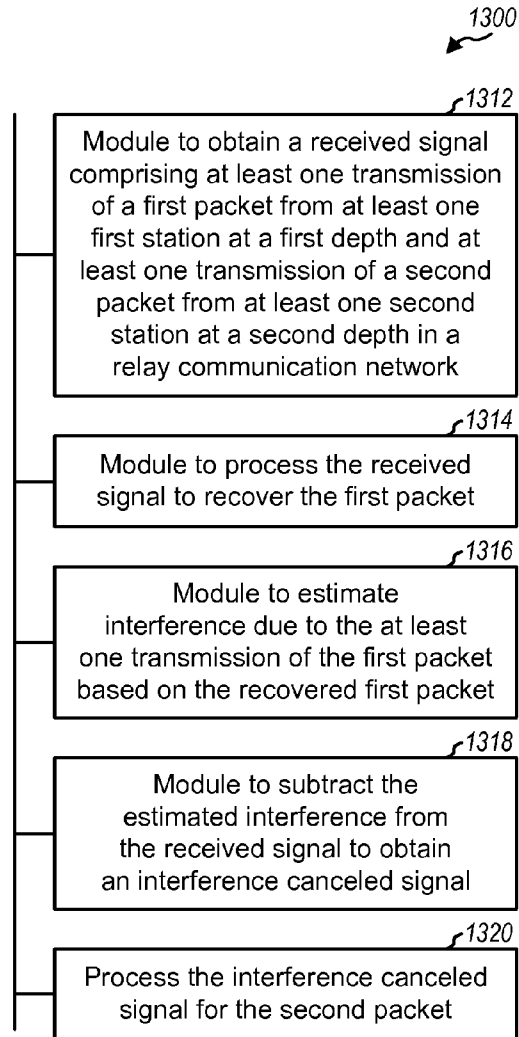 1300
1312
Module to obtain a received signal
comprising at least one transmission
of a first packet from at least one
first station at a first depth and at
least one transmission of a second
packet from at least one second
station at a second depth in a
relay communication network
1314
Module to process the received
signal to recover the first packet
1316
Module to estimate
interference due to the at least
one transmission of the first packet
based on the recovered first packet
1318
Module to subtract the
estimated interference from
the received signal to obtain
an interference canceled signal
1320
Process the interference canceled
signal for the second packet